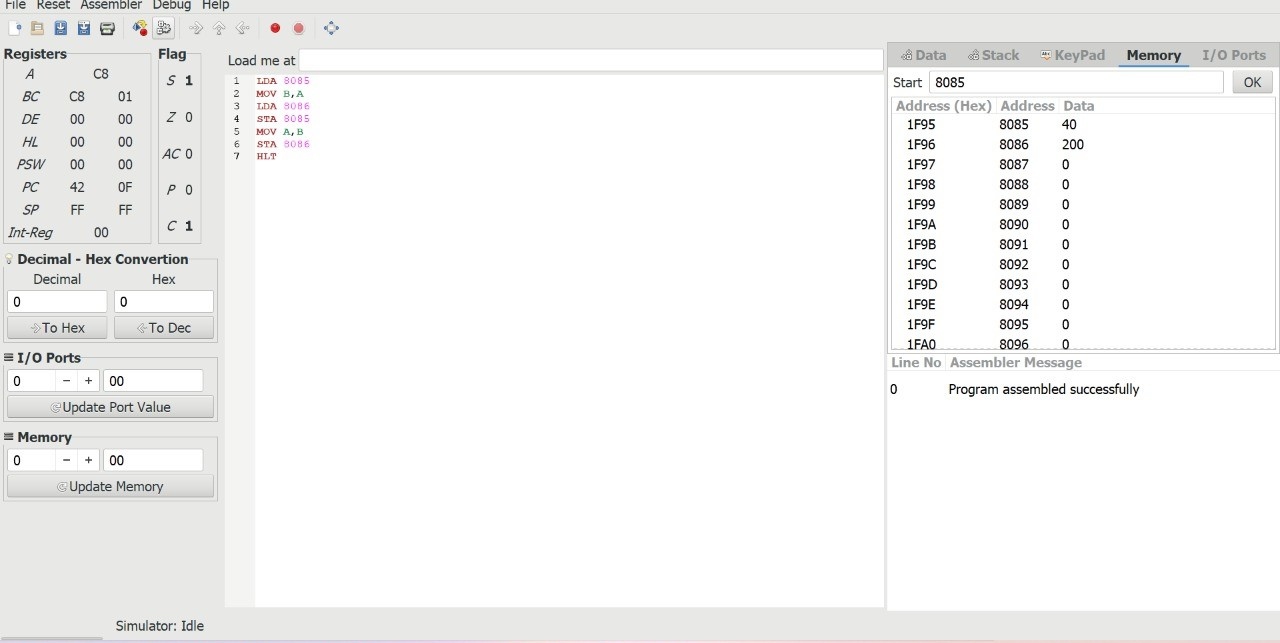 File Reset Assembler Debug Help
Registers
A C8
BC C8 01
DE 00 00
HL 00 00
PSW 00 00
PC 42 0F
SP FF FF
Int-Reg 00
Flag
S 1
Z 0
AC 0
P 0
C 1
Decimal - Hex Convertion
Decimal Hex
0 0
To Hex To Dec
I/O Ports
0 − + 00
Update Port Value
Memory
0 − + 00
Update Memory
Simulator: Idle
Load me at
1 LDA 8085
2 MOV B,A
3 LDA 8086
4 STA 8085
5 MOV A,B
6 STA 8086
7 HLT
Data Stack KeyPad Memory I/O Ports
Start 8085 OK
Address (Hex) Address Data
1F95 8085 40
1F96 8086 200
1F97 8087 0
1F98 8088 0
1F99 8089 0
1F9A 8090 0
1F9B 8091 0
1F9C 8092 0
1F9D 8093 0
1F9E 8094 0
1F9F 8095 0
1FA0 8096 0
Line No Assembler Message
0 Program assembled successfully